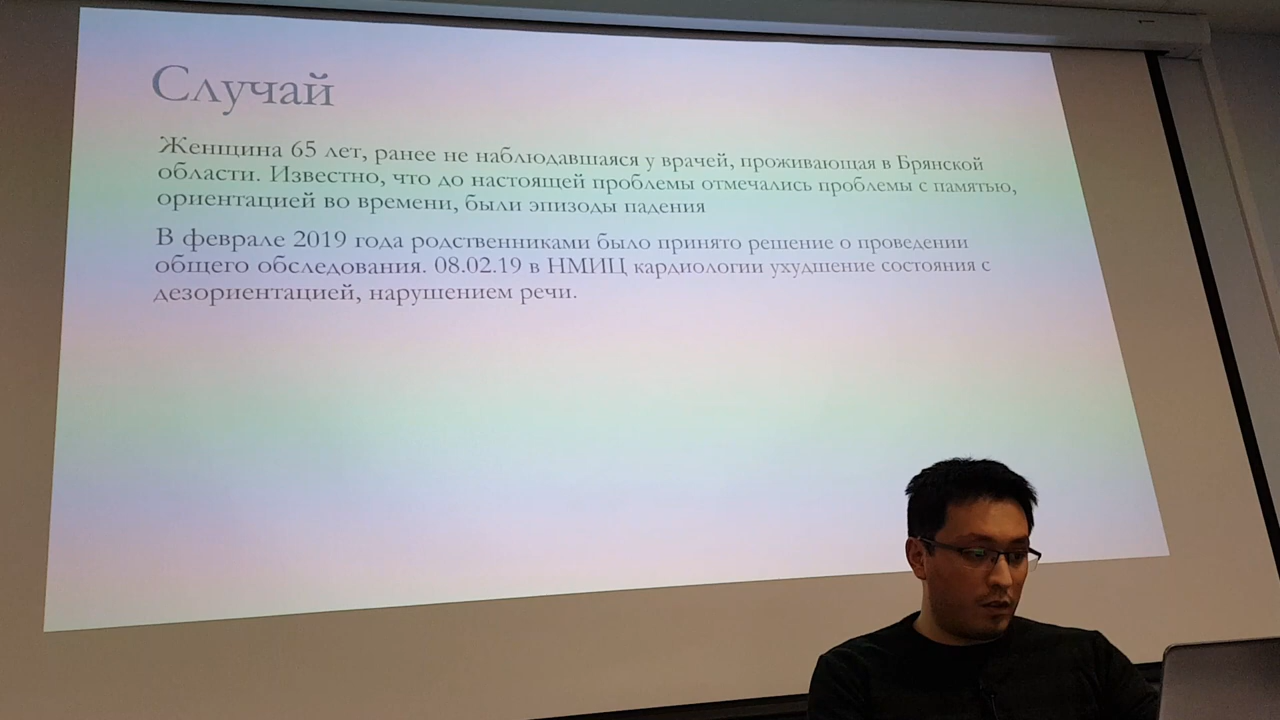 Случай
Женщина 65 лет, ранее не наблюдавшаяся у врачей, проживающая в Брянской
области. Известно, что до настоящей проблемы отмечались проблемы с памятью,
ориентацией во времени, были эпизоды падения
В феврале 2019 года родственниками было принято решение о проведении
общего обследования. 08.02.19 в НМИЦ кардиологии ухудшение состояния с
дезориентацией, нарушением речи.